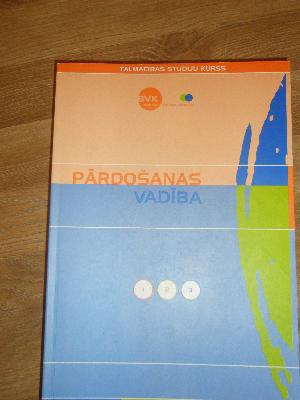 TĀLMĀCĪBAS STUDIJU KURSS
BVK
PĀRDOŠANAS
VADĪBA
1 2 3